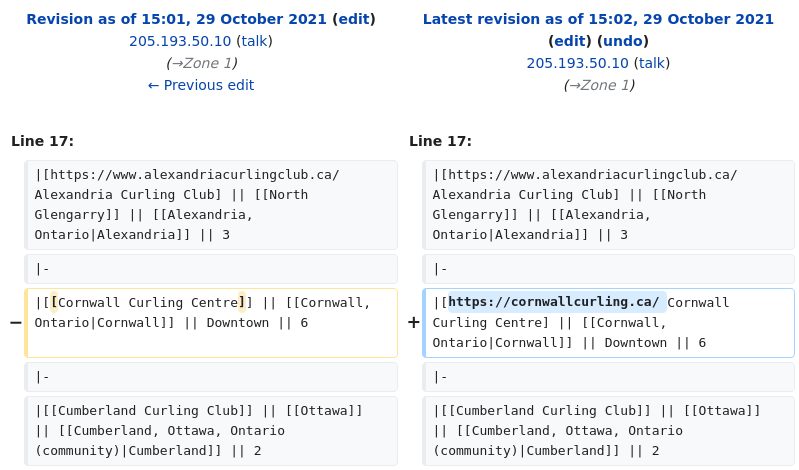 Revision as of 15:01, 29 October 2021 (edit)
205.193.50.10 (talk)
(→Zone 1)
← Previous edit
Latest revision as of 15:02, 29 October 2021
(edit) (undo)
205.193.50.10 (talk)
(→Zone 1)
Line 17:
Line 17:
|[https://www.alexandriacurlingclub.ca/
Alexandria Curling Club] || [[North
Glengarry]] || [[Alexandria,
Ontario|Alexandria]] || 3
|[https://www.alexandriacurlingclub.ca/
Alexandria Curling Club] || [[North
Glengarry]] || [[Alexandria,
Ontario|Alexandria]] || 3
|-
|-
− |[[Cornwall Curling Centre]] || [[Cornwall,
Ontario|Cornwall]] || Downtown || 6
+ |[https://cornwallcurling.ca/ Cornwall
Curling Centre] || [[Cornwall,
Ontario|Cornwall]] || Downtown || 6
|-
|-
|[[Cumberland Curling Club]] || [[Ottawa]]
|| [[Cumberland, Ottawa, Ontario
(community)|Cumberland]] || 2
|[[Cumberland Curling Club]] || [[Ottawa]]
|| [[Cumberland, Ottawa, Ontario
(community)|Cumberland]] || 2